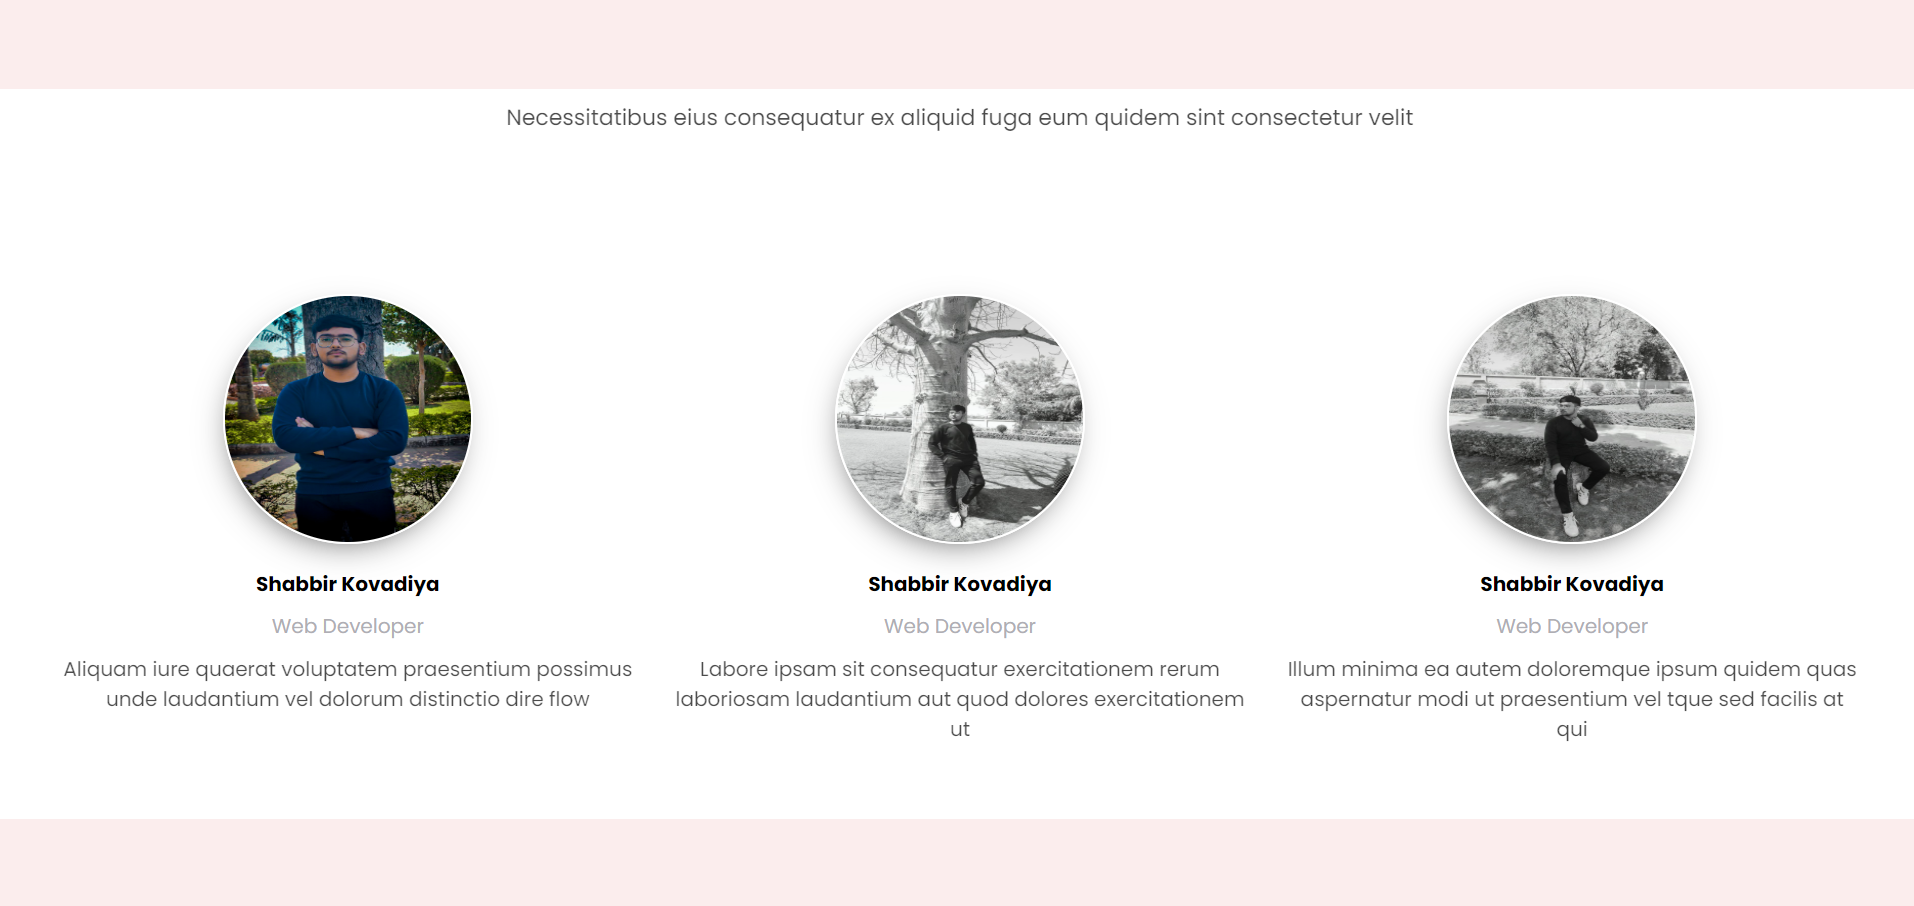 Necessitatibus eius consequatur ex aliquid fuga eum quidem sint consectetur velit
Shabbir Kovadiya
Web Developer
Aliquam iure quaerat voluptatem praesentium possimus
unde laudantium vel dolorum distinctio dire flow
Shabbir Kovadiya
Web Developer
Labore ipsam sit consequatur exercitationem rerum
laboriosam laudantium aut quod dolores exercitationem
ut
Shabbir Kovadiya
Web Developer
Illum minima ea autem doloremque ipsum quidem quas
aspernatur modi ut praesentium vel tque sed facilis at
qui